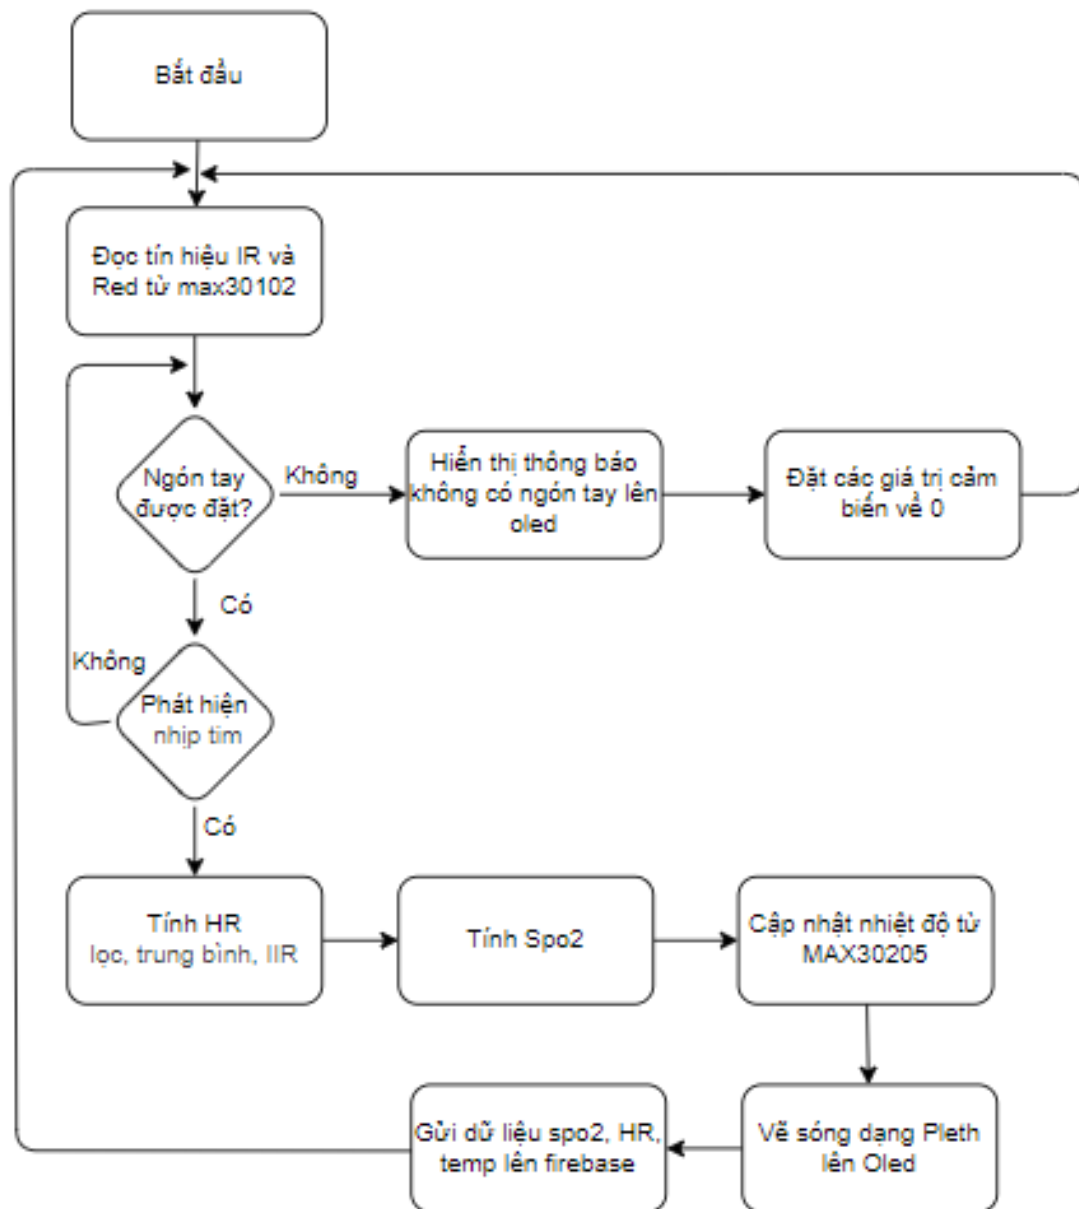 Bắt đầu
Đọc tín hiệu IR và
Red từ max30102
Ngón tay
được đặt?
Không
Hiển thị thông báo
không có ngón tay lên
oled
Đặt các giá trị cảm
biến về 0
Có
Không
Phát hiện
nhịp tim
Có
Tính HR
lọc, trung bình, IIR
Tính Spo2
Cập nhật nhiệt độ từ
MAX30205
Vẽ sóng dạng Pleth
lên Oled
Gửi dữ liệu spo2, HR,
temp lên firebase